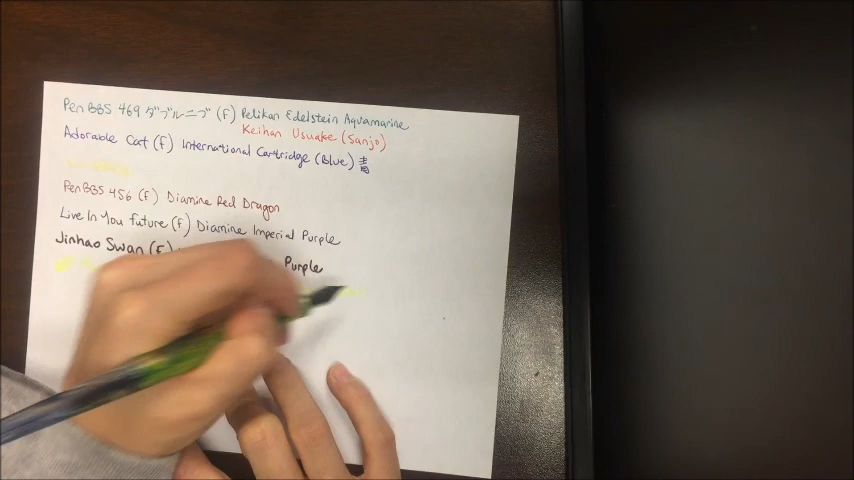 PenBBS 469 ダブルニブ (F) Pelikan Edelstein Aquamarine
Keihan Usuake (Sanjo)
Adorable Cat (F) International Cartridge (Blue) 青
PenBBS 456 (F) Diamine Red Dragon
Live In You Future (F) Diamine Imperial Purple
Jinhao Swan (F) Purple